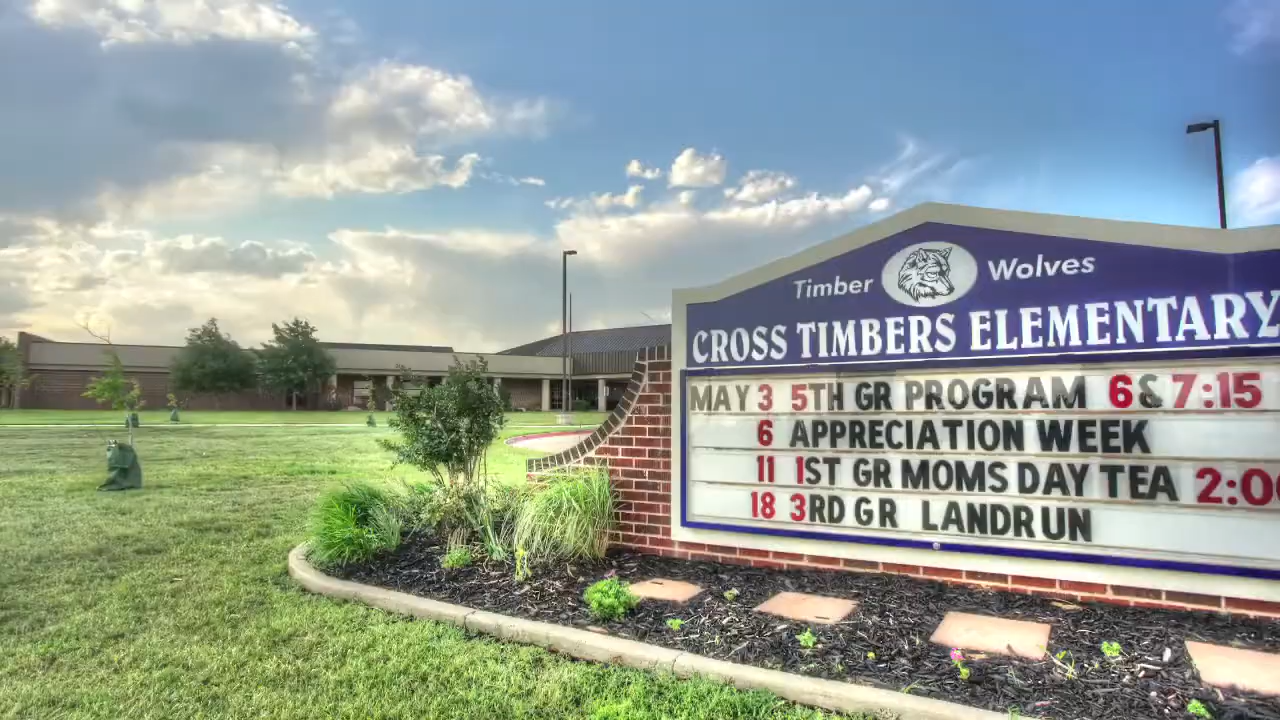 Timber Wolves
CROSS TIMBERS ELEMENTARY
MAY 3 5TH GR PROGRAM 6 & 7:15
6 APPRECIATION WEEK
11 1ST GR MOMS DAY TEA 2:00
18 3RD GR LANDRUN